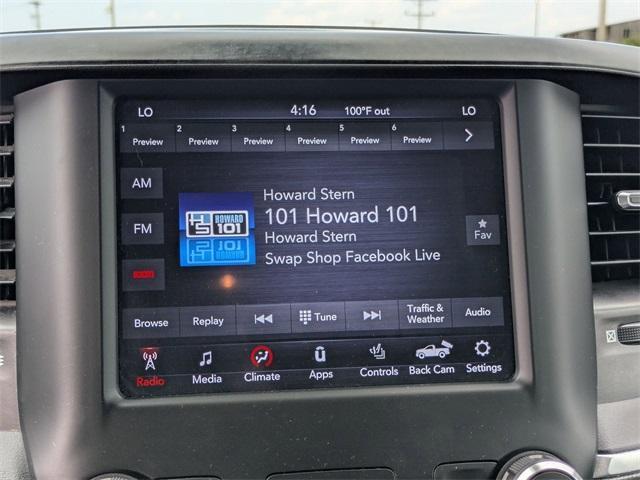 LO 4:16 100°F out LO
1 Preview 2 Preview 3 Preview 4 Preview 5 Preview 6 Preview
AM
FM
Howard Stern
101 Howard 101
Howard Stern
Swap Shop Facebook Live
HOWARD
101
Fav
Browse Replay Tune Traffic & Weather Audio
Radio Media Climate Apps Controls Back Cam Settings